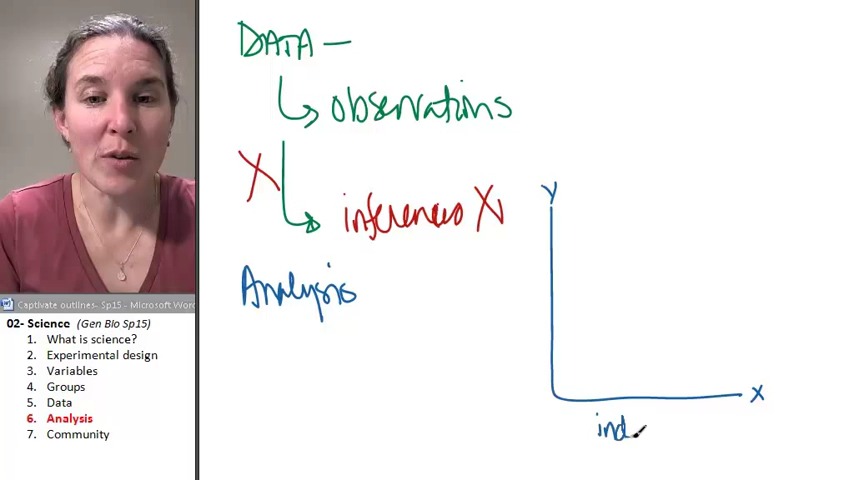 DATA —
observations
X
inferences X
Analysis
Y
X
ind
Captivate outlines- Sp15 - Microsoft Word
02- Science (Gen Bio Sp15)
1. What is science?
2. Experimental design
3. Variables
4. Groups
5. Data
6. Analysis
7. Community